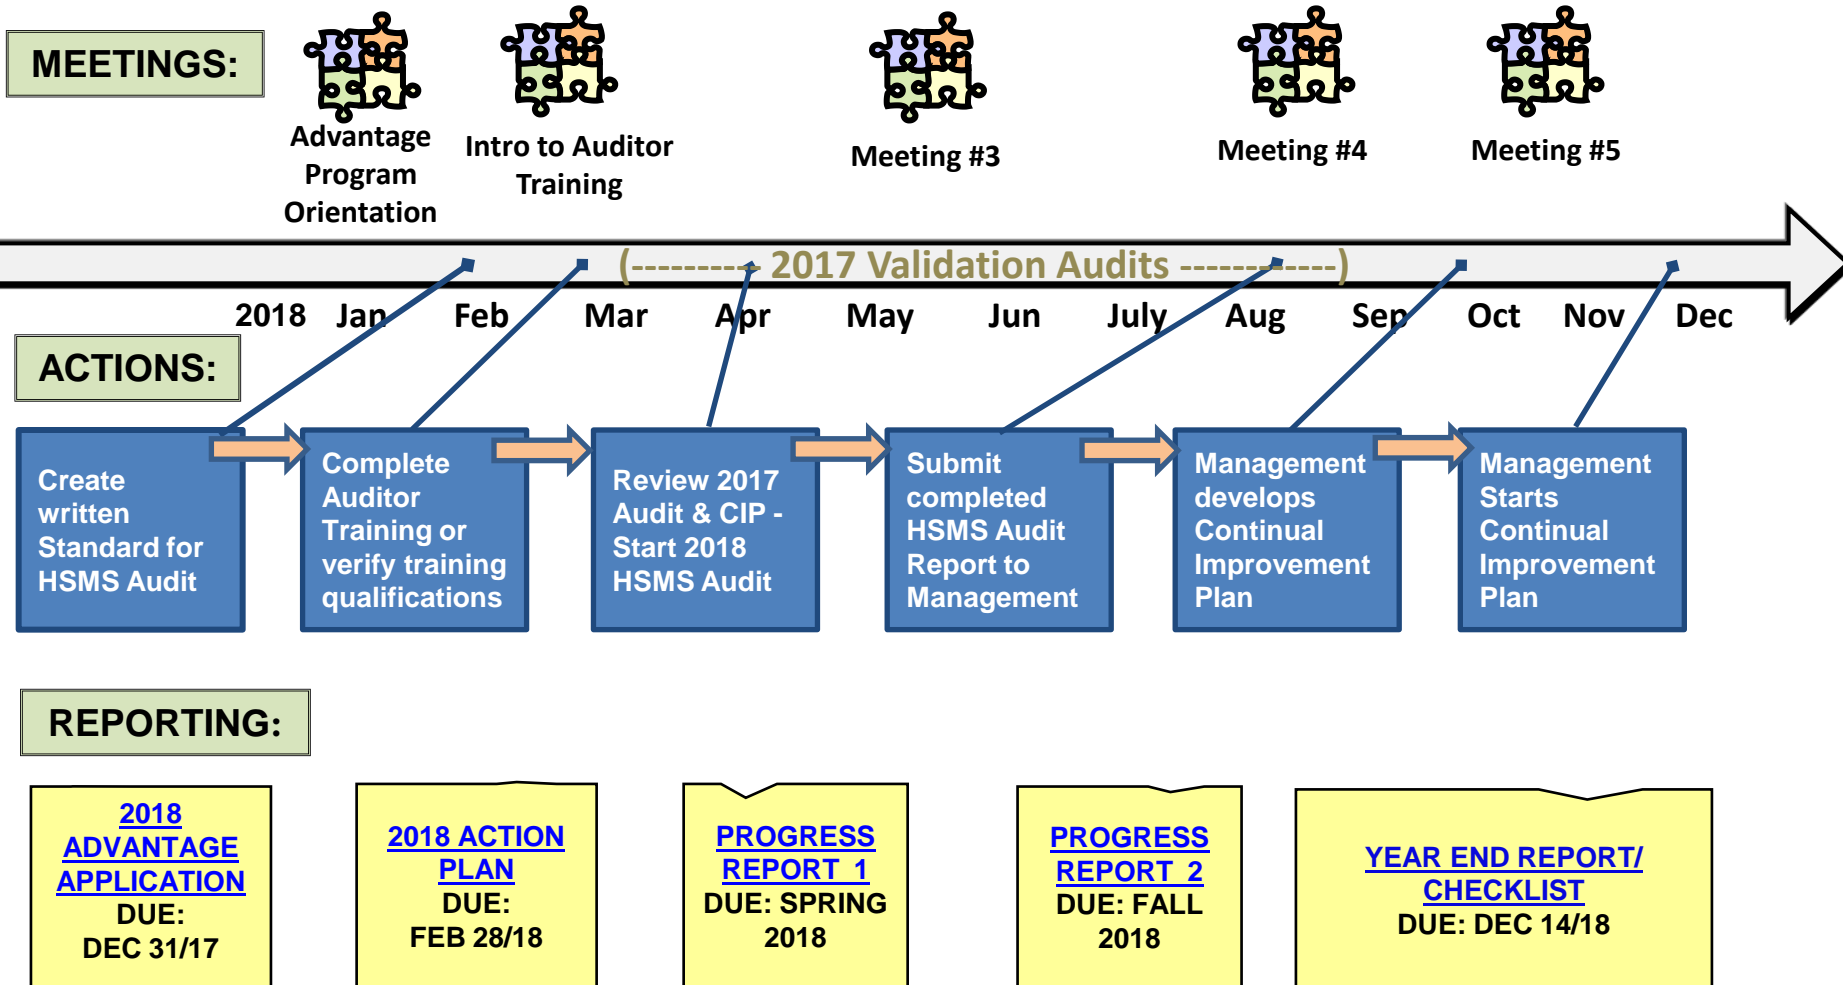 MEETINGS:
Advantage
Program
Orientation
Intro to Auditor
Training
Meeting #3
Meeting #4
Meeting #5
(---------- 2017 Validation Audits ------------)
2018 Jan Feb Mar Apr May Jun July Aug Sep Oct Nov Dec
ACTIONS:
Create
written
Standard for
HSMS Audit
Complete
Auditor
Training or
verify training
qualifications
Review 2017
Audit & CIP -
Start 2018
HSMS Audit
Submit
completed
HSMS Audit
Report to
Management
Management
develops
Continual
Improvement
Plan
Management
Starts
Continual
Improvement
Plan
REPORTING:
2018
ADVANTAGE
APPLICATION
DUE:
DEC 31/17
2018 ACTION
PLAN
DUE:
FEB 28/18
PROGRESS
REPORT 1
DUE: SPRING
2018
PROGRESS
REPORT 2
DUE: FALL
2018
YEAR END REPORT/
CHECKLIST
DUE: DEC 14/18